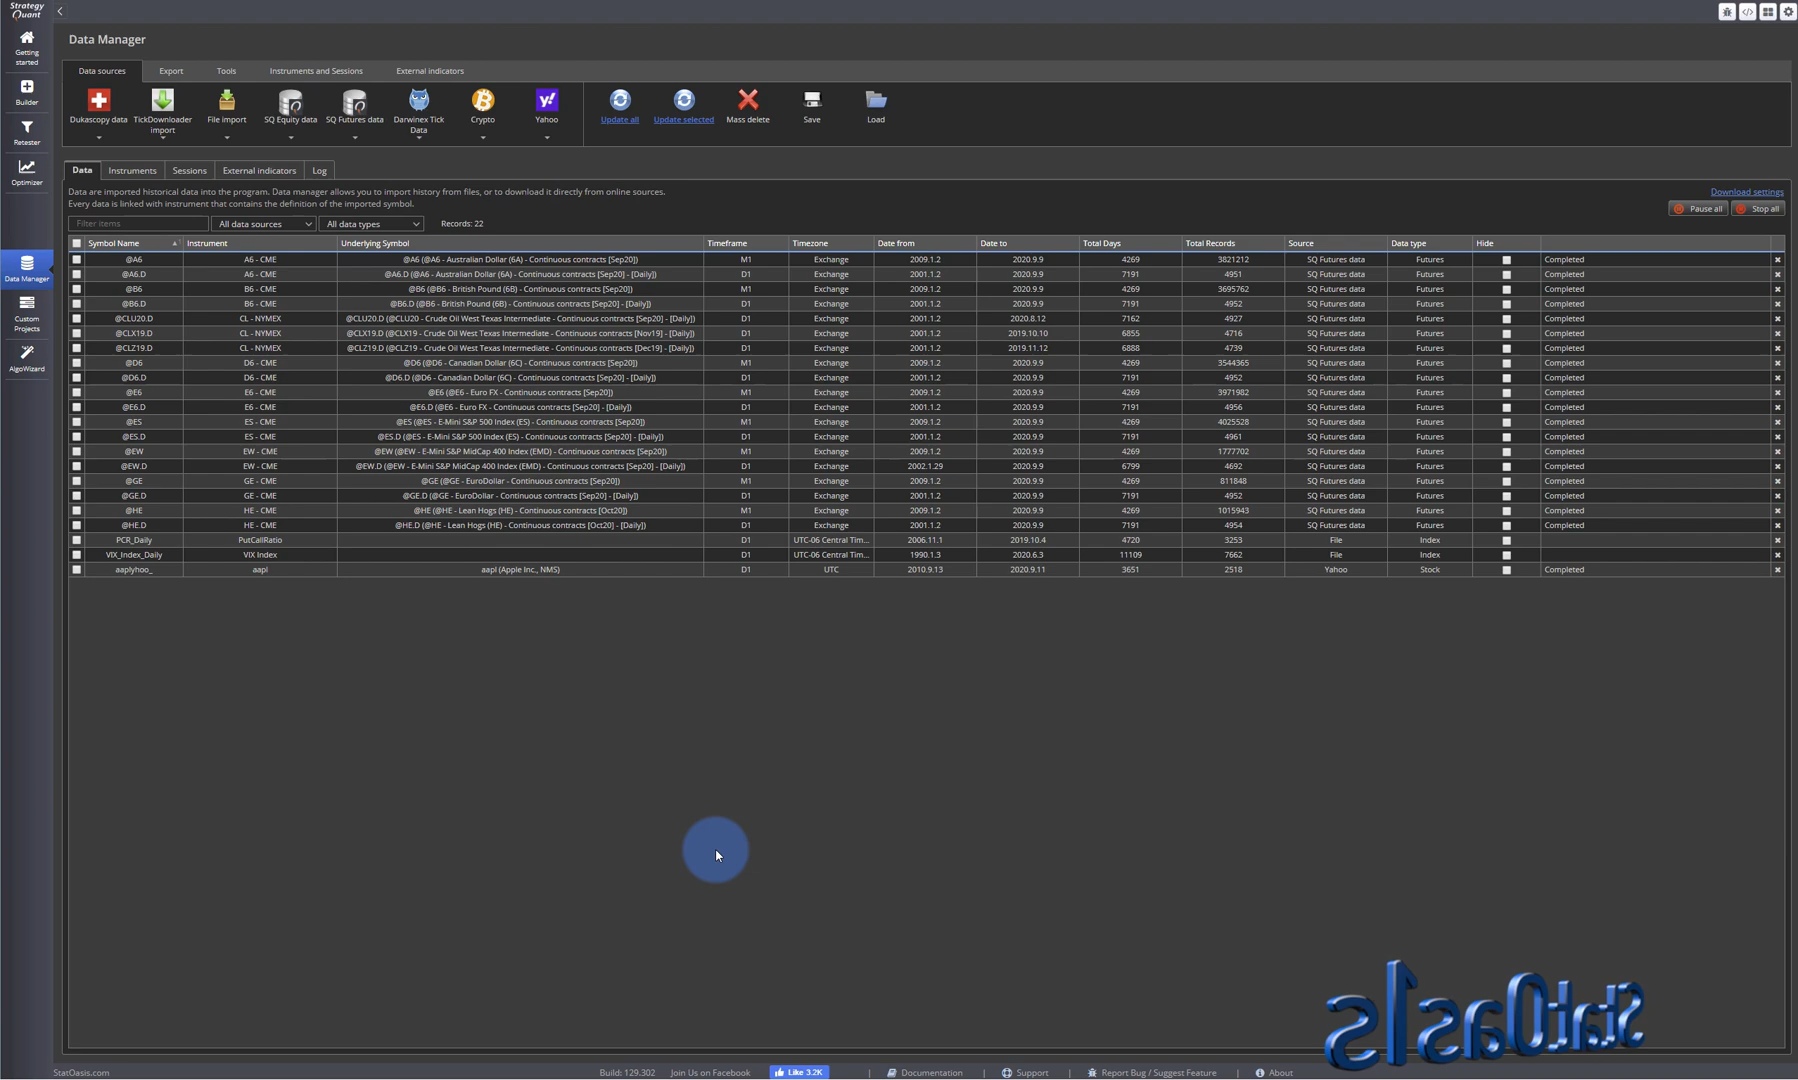 Strategy
Quant
Getting
started
Builder
Retester
Optimizer
Data Manager
Custom
Projects
AlgoWizard
Data Manager
Data sources Export Tools Instruments and Sessions External indicators
Dukascopy data TickDownloader import File import SQ Equity data SQ Futures data Darwinex Tick Data Crypto Yahoo Update all Update selected Mass delete Save Load
Data Instruments Sessions External indicators Log
Data are imported historical data into the program. Data manager allows you to import history from files, or to download it directly from online sources.
Every data is linked with instrument that contains the definition of the imported symbol.
Download settings
Pause all Stop all
Filter items All data sources All data types Records: 22
Symbol Name Instrument Underlying Symbol Timeframe Timezone Date from Date to Total Days Total Records Source Data type Hide
@A6 A6 - CME @A6 (@A6 - Australian Dollar (6A) - Continuous contracts [Sep20]) M1 Exchange 2009.1.2 2020.9.9 4269 3821212 SQ Futures data Futures Completed
@A6.D A6 - CME @A6.D (@A6 - Australian Dollar (6A) - Continuous contracts [Sep20] - [Daily]) D1 Exchange 2001.1.2 2020.9.9 7191 4951 SQ Futures data Futures Completed
@B6 B6 - CME @B6 (@B6 - British Pound (6B) - Continuous contracts [Sep20]) M1 Exchange 2009.1.2 2020.9.9 4269 3695762 SQ Futures data Futures Completed
@B6.D B6 - CME @B6.D (@B6 - British Pound (6B) - Continuous contracts [Sep20] - [Daily]) D1 Exchange 2001.1.2 2020.9.9 7191 4952 SQ Futures data Futures Completed
@CLU20.D CL - NYMEX @CLU20.D (@CLU20 - Crude Oil West Texas Intermediate - Continuous contracts [Sep20] - [Daily]) D1 Exchange 2001.1.2 2020.8.12 7162 4927 SQ Futures data Futures Completed
@CLX19.D CL - NYMEX @CLX19.D (@CLX19 - Crude Oil West Texas Intermediate - Continuous contracts [Nov19] - [Daily]) D1 Exchange 2001.1.2 2019.10.10 6855 4716 SQ Futures data Futures Completed
@CLZ19.D CL - NYMEX @CLZ19.D (@CLZ19 - Crude Oil West Texas Intermediate - Continuous contracts [Dec19] - [Daily]) D1 Exchange 2001.1.2 2019.11.12 6888 4739 SQ Futures data Futures Completed
@D6 D6 - CME @D6 (@D6 - Canadian Dollar (6C) - Continuous contracts [Sep20]) M1 Exchange 2009.1.2 2020.9.9 4269 3544365 SQ Futures data Futures Completed
@D6.D D6 - CME @D6.D (@D6 - Canadian Dollar (6C) - Continuous contracts [Sep20] - [Daily]) D1 Exchange 2001.1.2 2020.9.9 7191 4952 SQ Futures data Futures Completed
@E6 E6 - CME @E6 (@E6 - Euro FX - Continuous contracts [Sep20]) M1 Exchange 2009.1.2 2020.9.9 4269 3971982 SQ Futures data Futures Completed
@E6.D E6 - CME @E6.D (@E6 - Euro FX - Continuous contracts [Sep20] - [Daily]) D1 Exchange 2001.1.2 2020.9.9 7191 4956 SQ Futures data Futures Completed
@ES ES - CME @ES (@ES - E-Mini S&P 500 Index (ES) - Continuous contracts [Sep20]) M1 Exchange 2009.1.2 2020.9.9 4269 4025528 SQ Futures data Futures Completed
@ES.D ES - CME @ES.D (@ES - E-Mini S&P 500 Index (ES) - Continuous contracts [Sep20] - [Daily]) D1 Exchange 2001.1.2 2020.9.9 7191 4961 SQ Futures data Futures Completed
@EW EW - CME @EW (@EW - E-Mini S&P MidCap 400 Index (EMD) - Continuous contracts [Sep20]) M1 Exchange 2009.1.2 2020.9.9 4269 1777702 SQ Futures data Futures Completed
@EW.D EW - CME @EW.D (@EW - E-Mini S&P MidCap 400 Index (EMD) - Continuous contracts [Sep20] - [Daily]) D1 Exchange 2002.1.29 2020.9.9 6799 4692 SQ Futures data Futures Completed
@GE GE - CME @GE (@GE - EuroDollar - Continuous contracts [Sep20]) M1 Exchange 2009.1.2 2020.9.9 4269 811848 SQ Futures data Futures Completed
@GE.D GE - CME @GE.D (@GE - EuroDollar - Continuous contracts [Sep20] - [Daily]) D1 Exchange 2001.1.2 2020.9.9 7191 4952 SQ Futures data Futures Completed
@HE HE - CME @HE (@HE - Lean Hogs (HE) - Continuous contracts [Oct20]) M1 Exchange 2009.1.2 2020.9.9 4269 1015943 SQ Futures data Futures Completed
@HE.D HE - CME @HE.D (@HE - Lean Hogs (HE) - Continuous contracts [Oct20] - [Daily]) D1 Exchange 2001.1.2 2020.9.9 7191 4954 SQ Futures data Futures Completed
PCR_Daily PutCallRatio D1 UTC-06 Central Tim... 2006.11.1 2019.10.4 4720 3253 File Index
VIX_Index_Daily VIX Index D1 UTC-06 Central Tim... 1990.1.3 2020.6.3 11109 7662 File Index
aaplyhoo_ aapl aapl (Apple Inc., NMS) D1 UTC 2010.9.13 2020.9.11 3651 2518 Yahoo Stock Completed
StatOasis
StatOasis.com Build: 129.302 Join Us on Facebook Like 3.2K | Documentation | Support | Report Bug / Suggest Feature | About